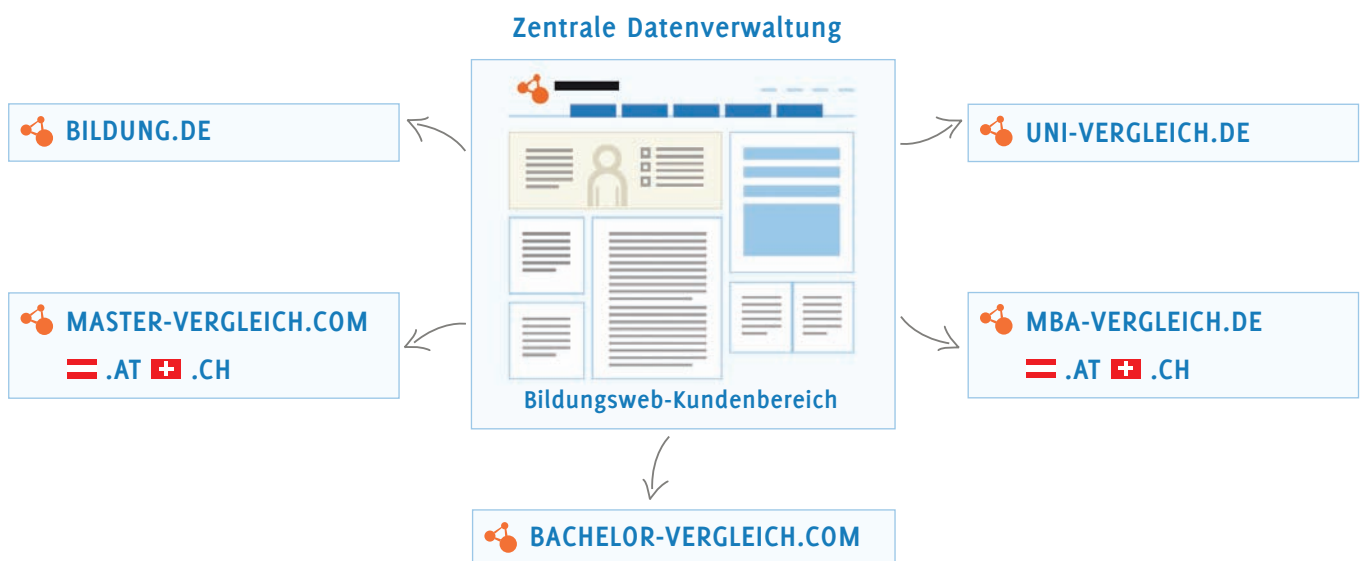 Zentrale Datenverwaltung
BILDUNG.DE
UNI-VERGLEICH.DE
MASTER-VERGLEICH.COM
.AT .CH
MBA-VERGLEICH.DE
.AT .CH
Bildungsweb-Kundenbereich
BACHELOR-VERGLEICH.COM